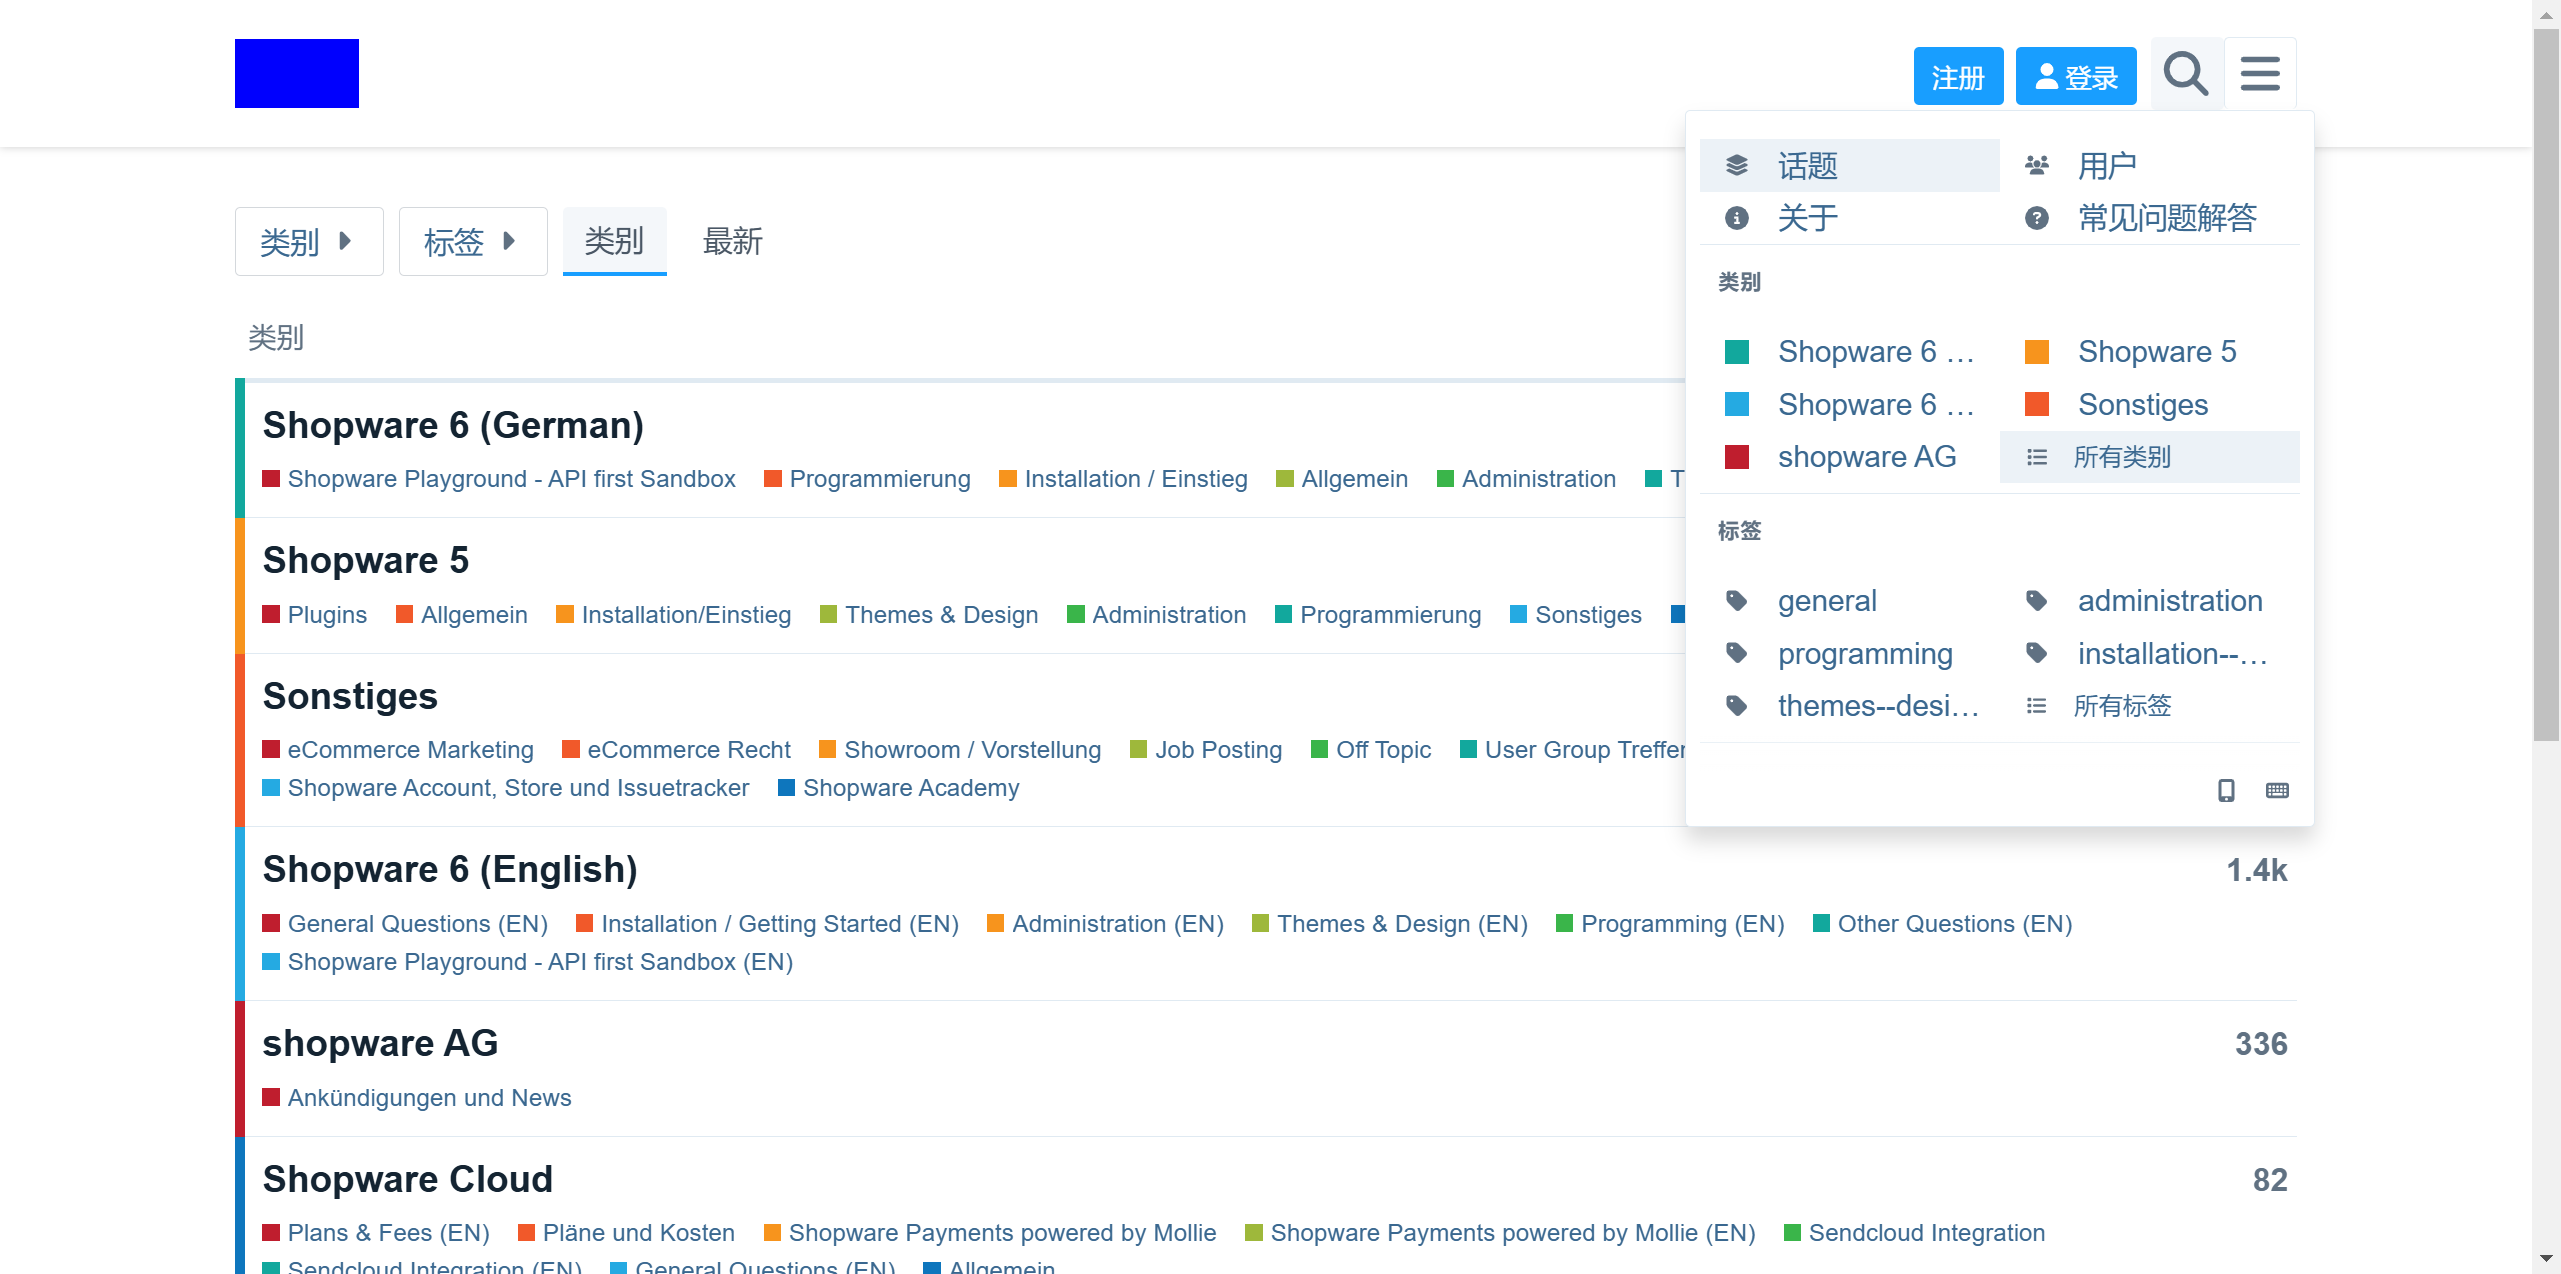 注册
登录
话题
用户
关于
常见问题解答
类别
Shopware 6 …
Shopware 5
Shopware 6 …
Sonstiges
shopware AG
所有类别
标签
general
administration
programming
installation--…
themes--desi…
所有标签
类别
标签
类别
最新
类别
Shopware 6 (German)
Shopware Playground - API first Sandbox Programmierung Installation / Einstieg Allgemein Administration T
Shopware 5
Plugins Allgemein Installation/Einstieg Themes & Design Administration Programmierung Sonstiges
Sonstiges
eCommerce Marketing eCommerce Recht Showroom / Vorstellung Job Posting Off Topic User Group Treffen
Shopware Account, Store und Issuetracker Shopware Academy
Shopware 6 (English)
1.4k
General Questions (EN) Installation / Getting Started (EN) Administration (EN) Themes & Design (EN) Programming (EN) Other Questions (EN)
Shopware Playground - API first Sandbox (EN)
shopware AG
336
Ankündigungen und News
Shopware Cloud
82
Plans & Fees (EN) Pläne und Kosten Shopware Payments powered by Mollie Shopware Payments powered by Mollie (EN) Sendcloud Integration
Sendcloud Integration (EN) General Questions (EN) Allgemein